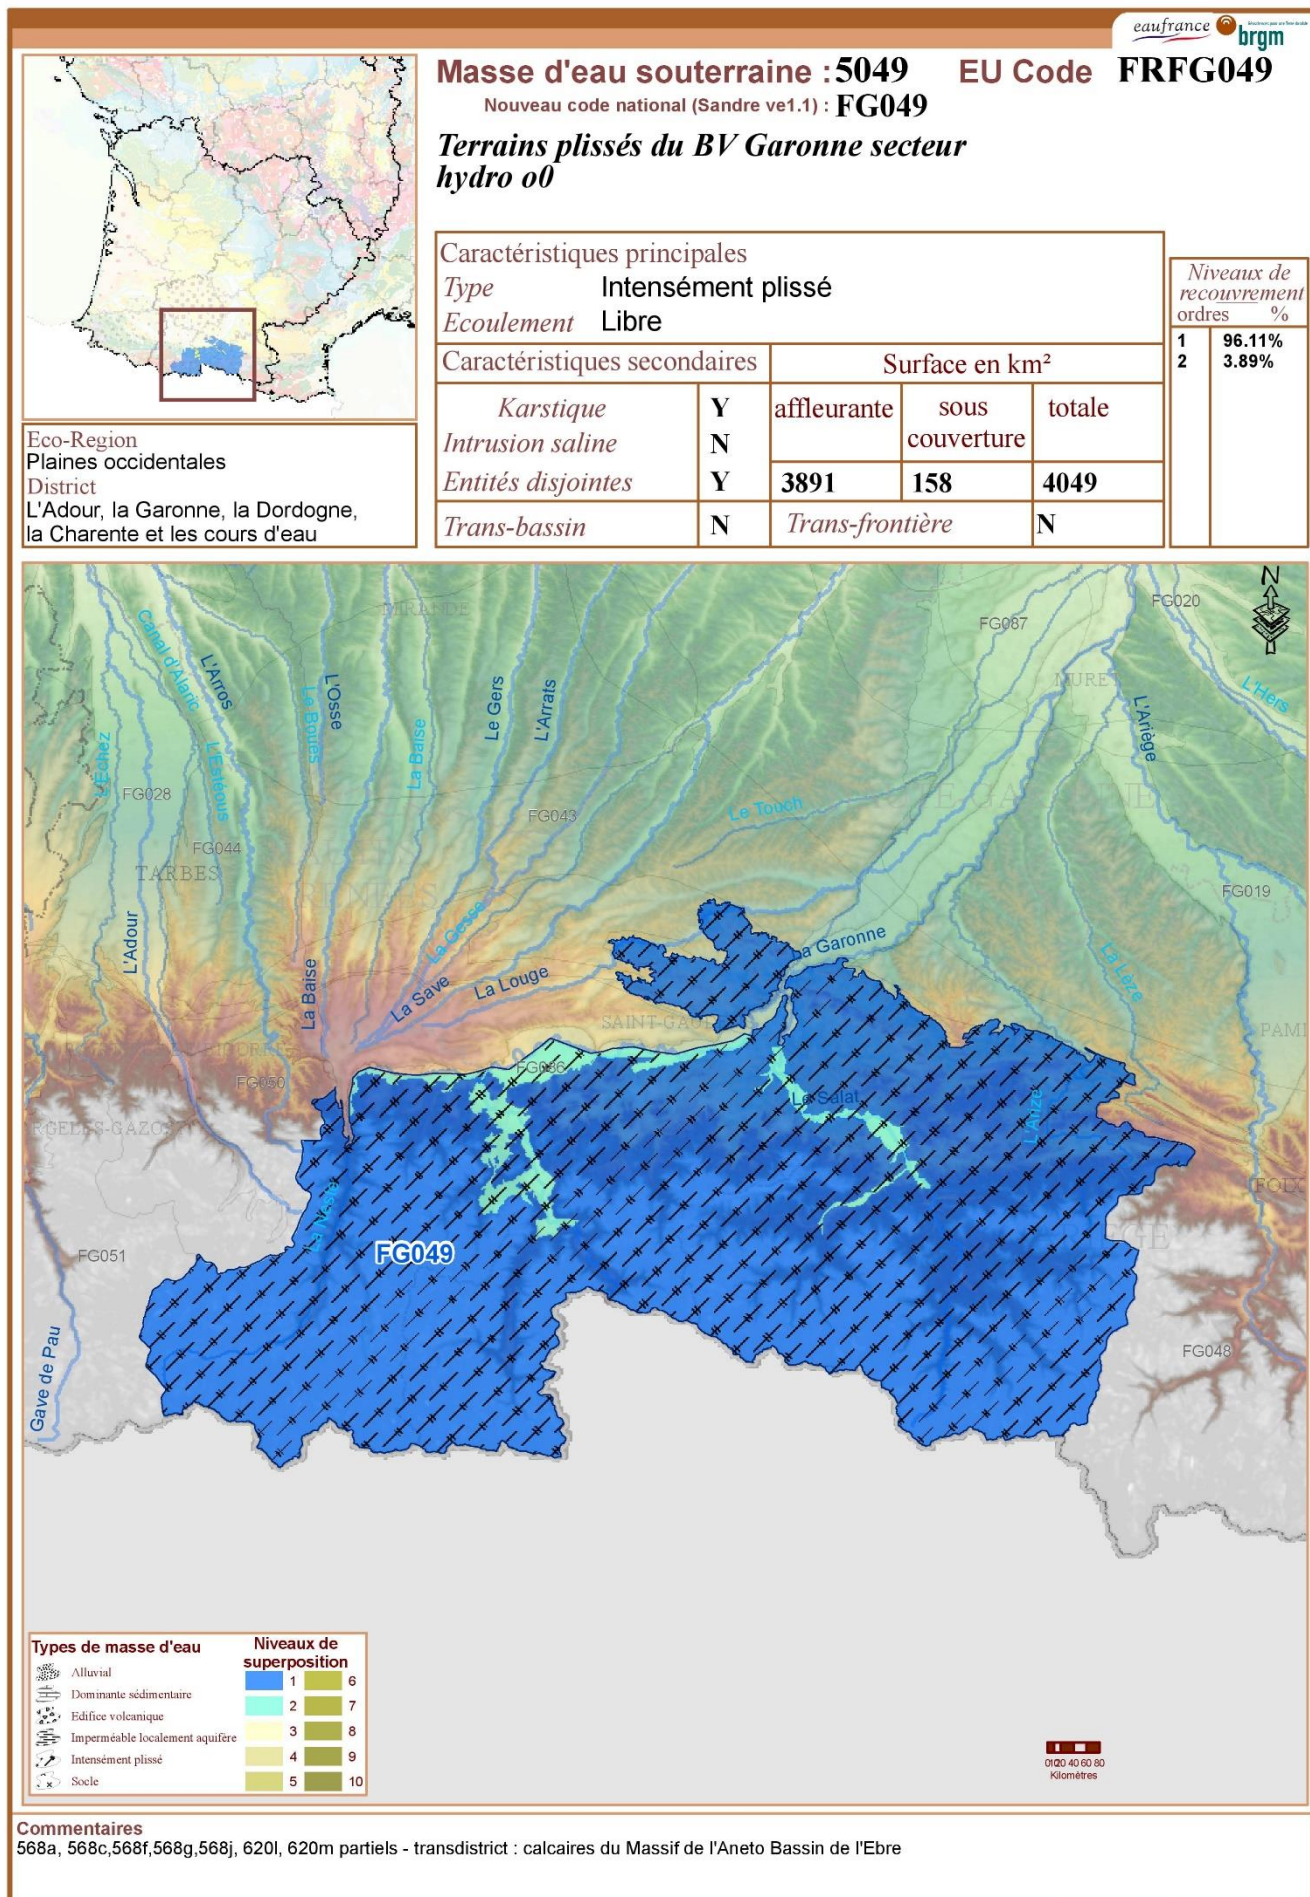 eaufrance
brgm
Masse d'eau souterraine : 5049 EU Code FRFG049
Nouveau code national (Sandre ve1.1) : FG049
Terrains plissés du BV Garonne secteur
hydro o0
Caractéristiques principales
Type Intensément plissé
Ecoulement Libre
Caractéristiques secondaires Surface en km²
Karstique Y affleurante sous couverture totale
Intrusion saline N
Entités disjointes Y 3891 158 4049
Trans-bassin N Trans-frontière N
Niveaux de
recouvrement
ordres %
1 96.11%
2 3.89%
Eco-Region
Plaines occidentales
District
L'Adour, la Garonne, la Dordogne,
la Charente et les cours d'eau
N
FG020
FG087
Canal d'Alaric
L'Arros
MURET
L'Hers
L'Osse
Le Gers
L'Arrats
Le Boues
La Baïse
L'Ariège
L'Echez
L'Estéous
FG028
FG043
Le Touch
FG044
TARBES
FG019
L'Adour
La Gesse
La Garonne
La Lèze
La Baïse
La Save
La Louge
FG086
FG050
Le Salat
L'Arize
FOIX
La Neste
FG051
FG049
FG048
Gave de Pau
Types de masse d'eau
Alluvial
Dominante sédimentaire
Edifice volcanique
Imperméable localement aquifère
Intensément plissé
Socle
Niveaux de
superposition
1 6
2 7
3 8
4 9
5 10
01020 40 60 80
Kilomètres
Commentaires
568a, 568c,568f,568g,568j, 620l, 620m partiels - transdistrict : calcaires du Massif de l'Aneto Bassin de l'Ebre